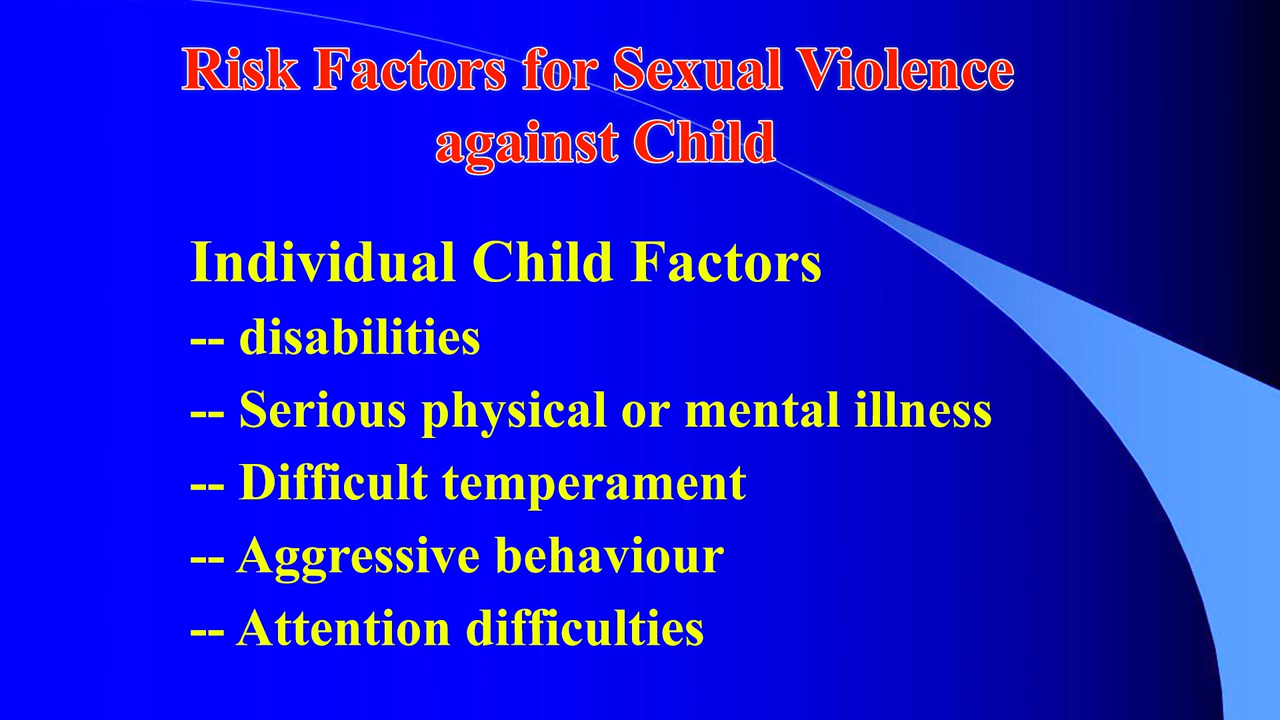 Risk Factors for Sexual Violence
against Child
Individual Child Factors
-- disabilities
-- Serious physical or mental illness
-- Difficult temperament
-- Aggressive behaviour
-- Attention difficulties